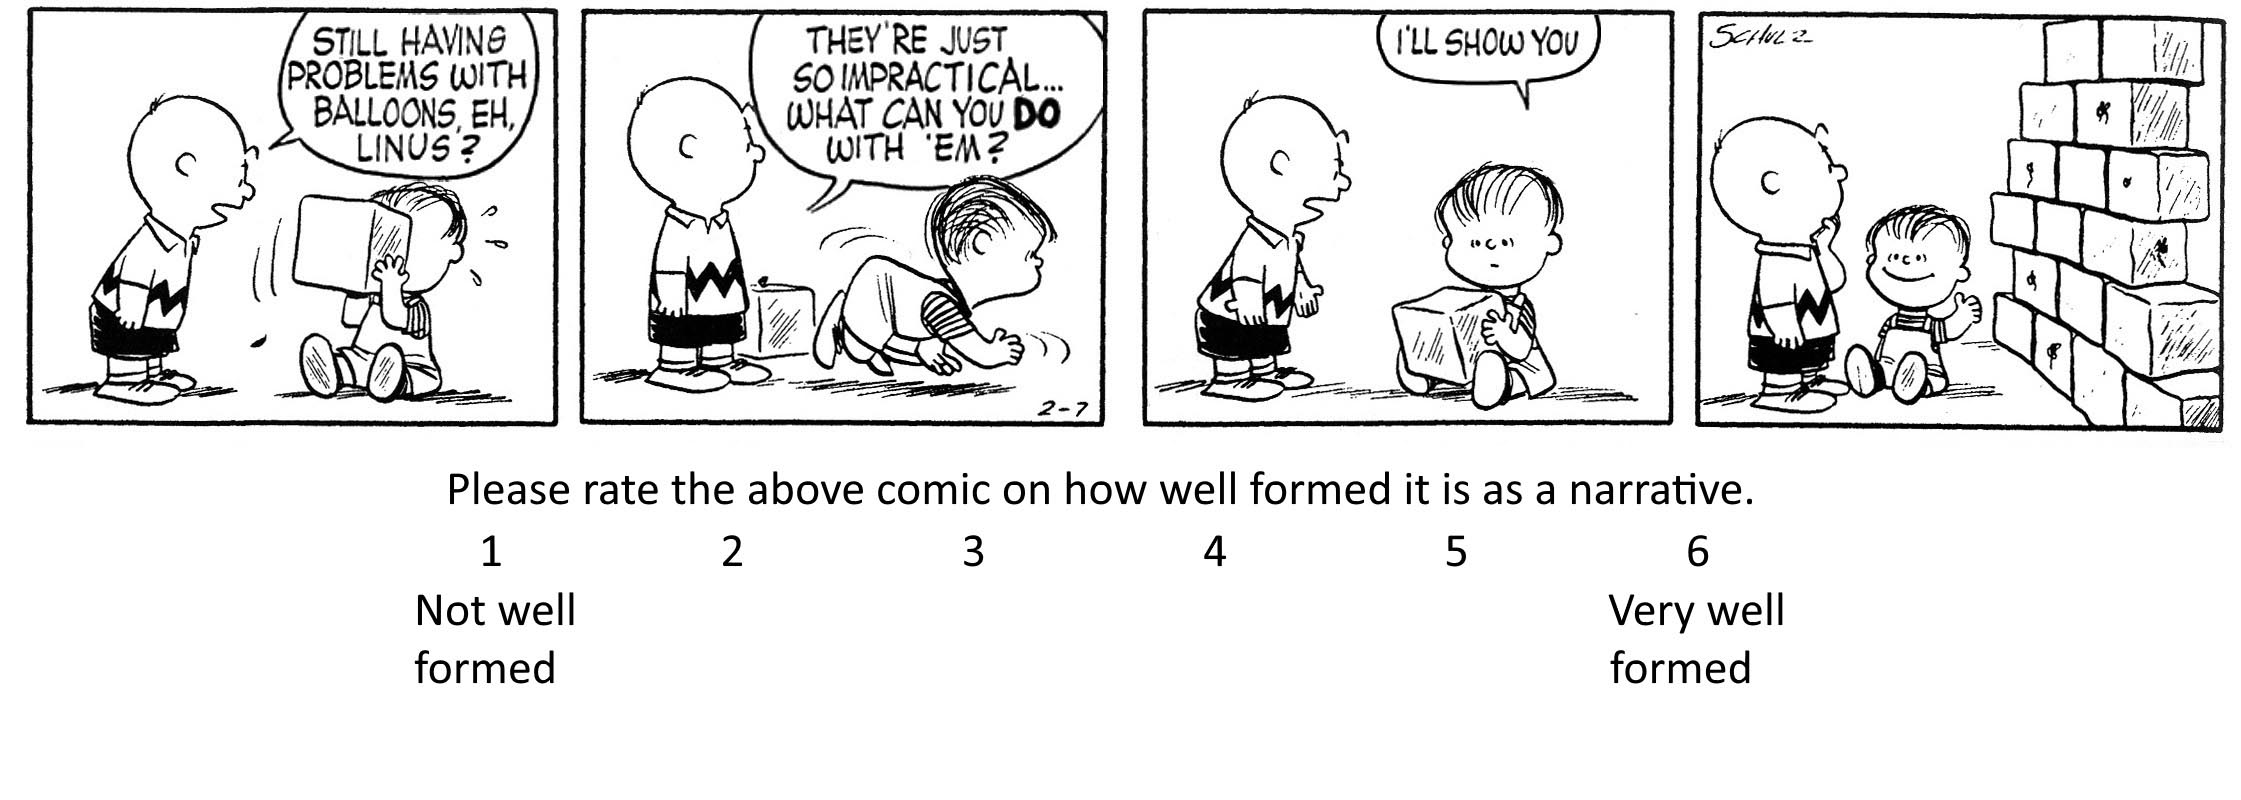 STILL HAVING
PROBLEMS WITH
BALLOONS, EH,
LINUS?
THEY'RE JUST
SO IMPRACTICAL...
WHAT CAN YOU DO
WITH 'EM?
2-7
I'LL SHOW YOU
SCHULZ
Please rate the above comic on how well formed it is as a narrative.
1 2 3 4 5 6
Not well
formed
Very well
formed